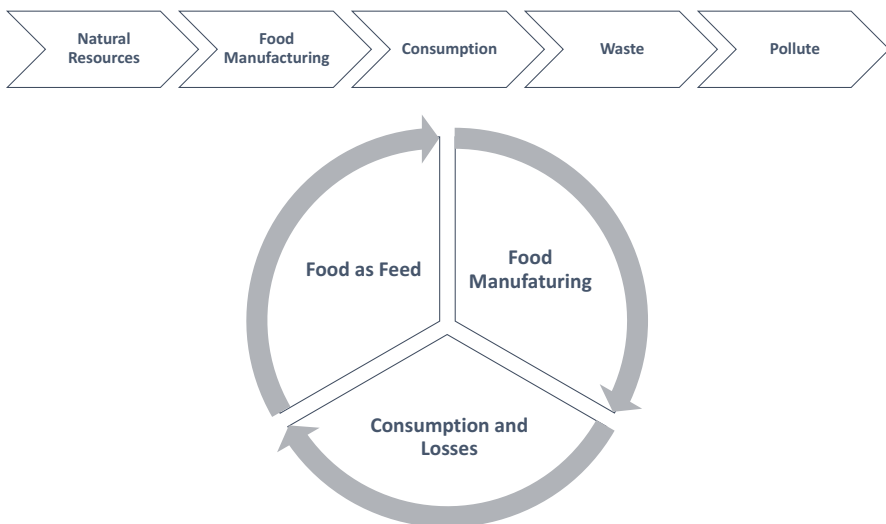 Natural
Resources
Food
Manufacturing
Consumption
Waste
Pollute
Food as Feed
Food
Manufaturing
Consumption and
Losses